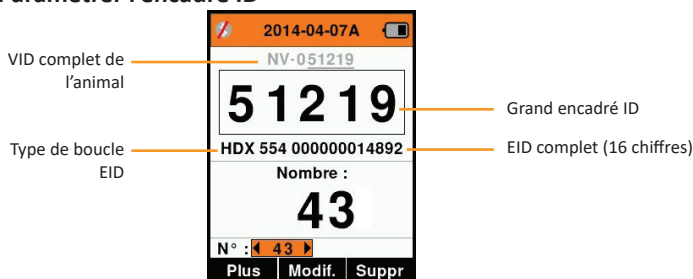 Paramétrer l'encadré ID
2014-04-07A
VID complet de
l'animal
NV-051219
51219
Grand encadré ID
Type de boucle
EID
HDX 554 000000014892
EID complet (16 chiffres)
Nombre :
43
N° : 43
Plus Modif. Suppr